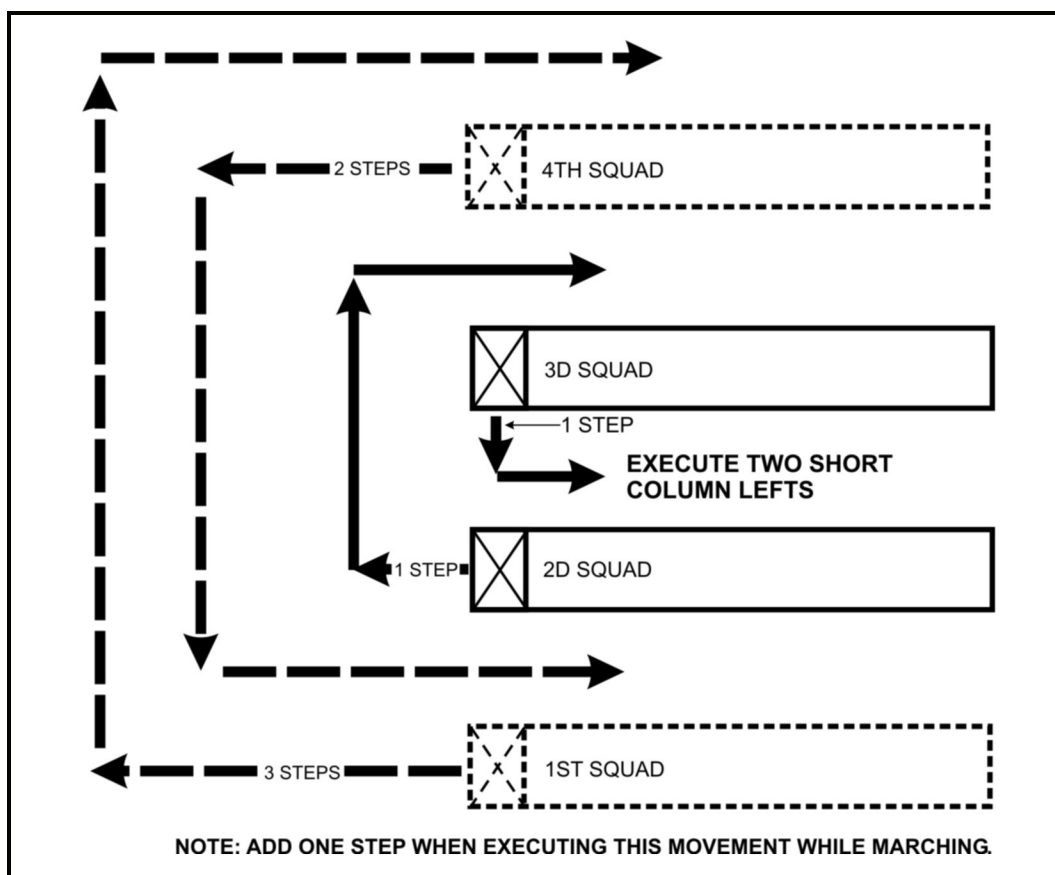 2 STEPS
4TH SQUAD
3D SQUAD
1 STEP
EXECUTE TWO SHORT
COLUMN LEFTS
1 STEP
2D SQUAD
3 STEPS
1ST SQUAD
NOTE: ADD ONE STEP WHEN EXECUTING THIS MOVEMENT WHILE MARCHING.